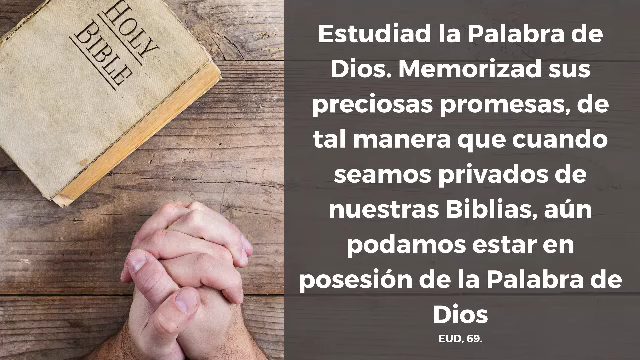 HOLY
BIBLE
Estudiad la Palabra de
Dios. Memorizad sus
preciosas promesas, de
tal manera que cuando
seamos privados de
nuestras Biblias, aún
podamos estar en
posesión de la Palabra de
Dios
EUD, 69.